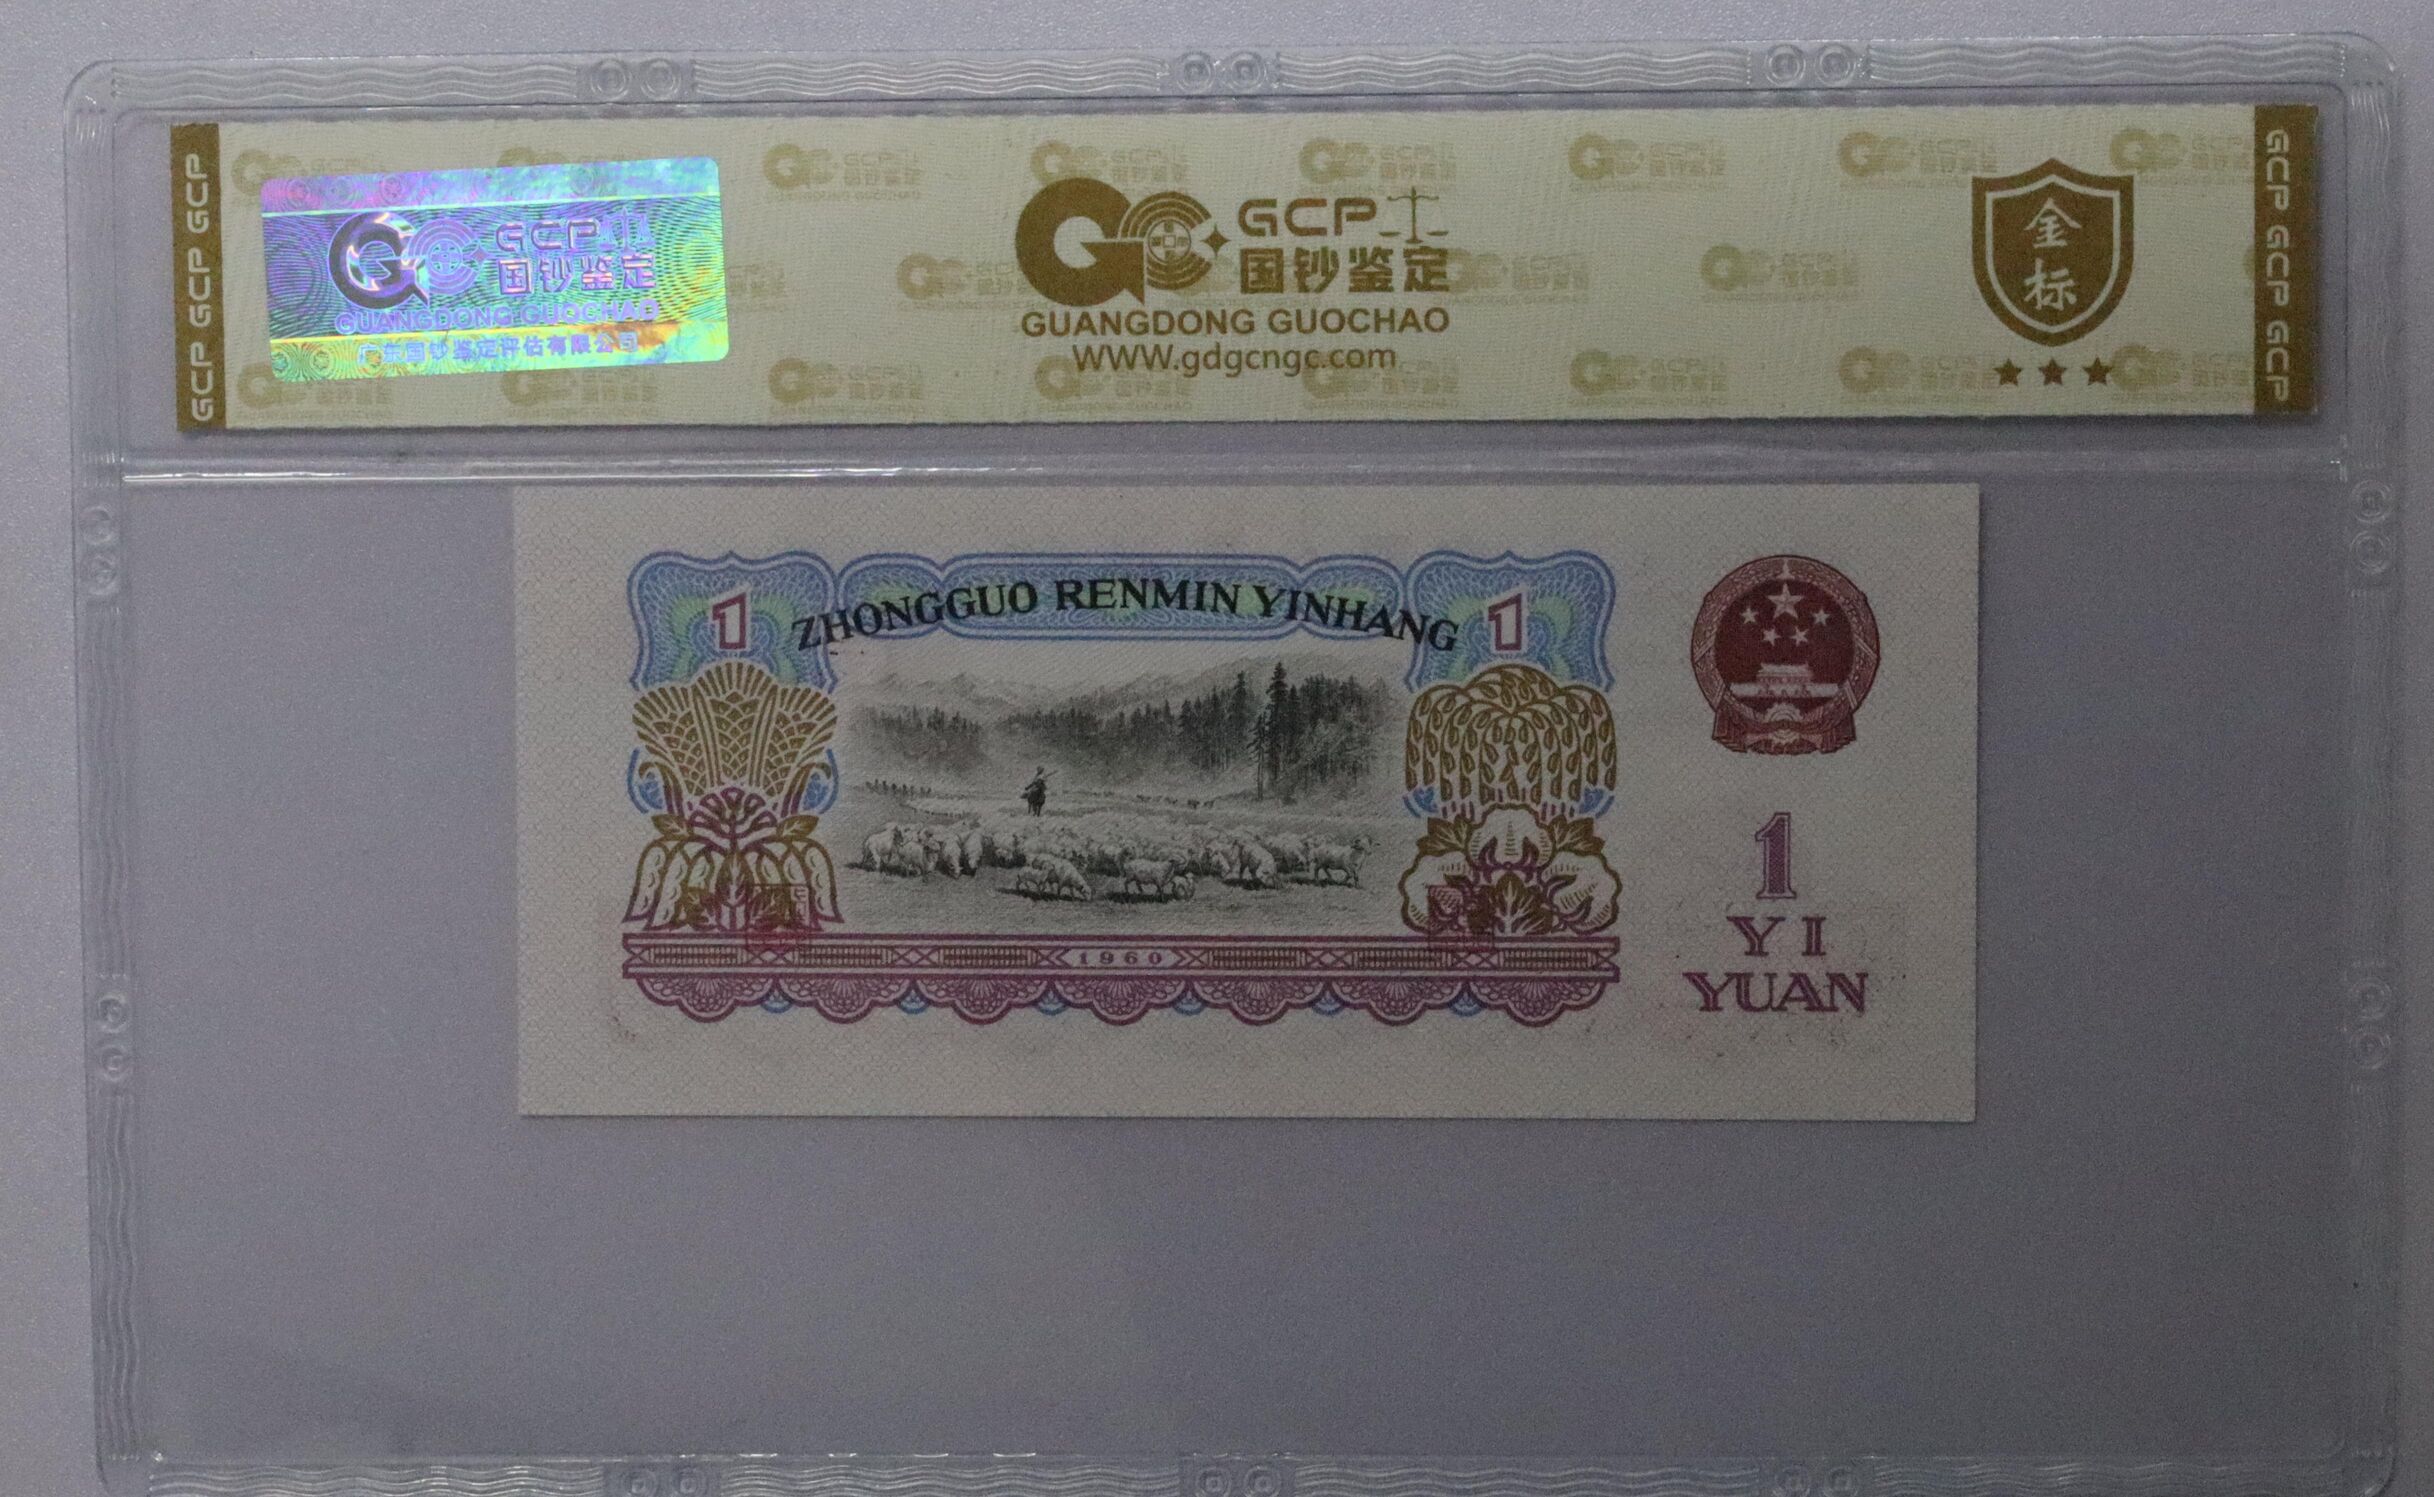 GCP GCP GCP
GCP
国钞鉴定
GUANGDONG GUOCHAO
广东国钞鉴定评估有限公司
GCP
国钞鉴定
GUANGDONG GUOCHAO
WWW.gdgcngc.com
金标
GCP GCP GCP
1
ZHONGGUO RENMIN YINHANG
1
1960
1
YI
YUAN